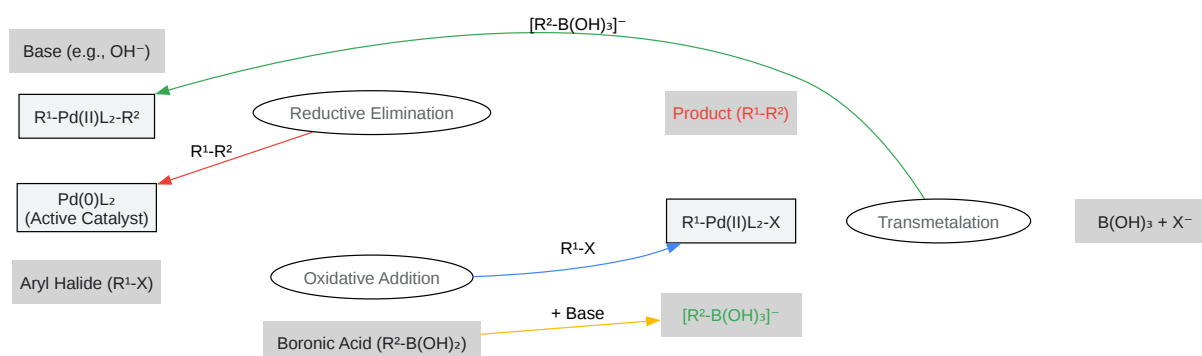 [R²-B(OH)₃]⁻
Base (e.g., OH⁻)
R¹-Pd(II)L₂-R²
Reductive Elimination
Product (R¹-R²)
R¹-R²
Pd(0)L₂
(Active Catalyst)
R¹-Pd(II)L₂-X
Transmetalation
B(OH)₃ + X⁻
R¹-X
Aryl Halide (R¹-X)
Oxidative Addition
+ Base
[R²-B(OH)₃]⁻
Boronic Acid (R²-B(OH)₂)